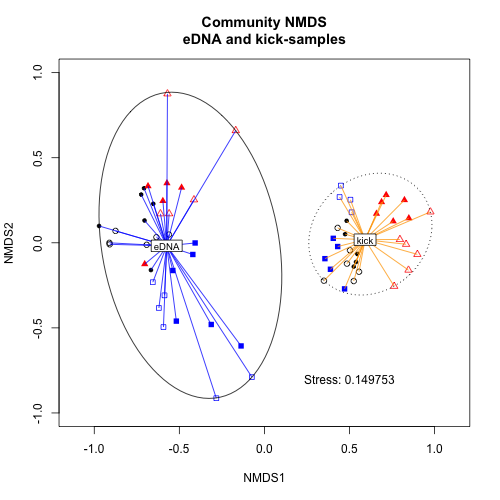 Community NMDS
eDNA and kick-samples
1.0
0.5
0.0
-0.5
-1.0
NMDS2
eDNA
kick
Stress: 0.149753
-1.0 -0.5 0.0 0.5 1.0
NMDS1